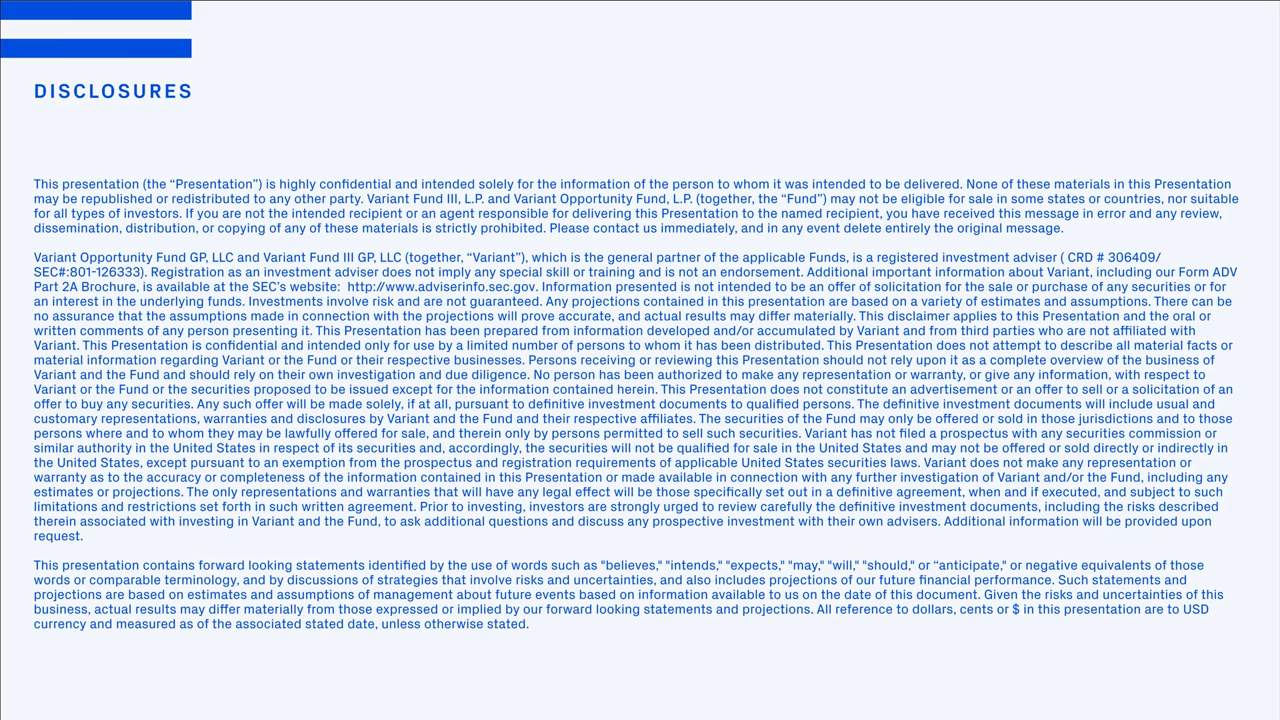 DISCLOSURES
This presentation (the “Presentation”) is highly confidential and intended solely for the information of the person to whom it was intended to be delivered. None of these materials in this Presentation
may be republished or redistributed to any other party. Variant Fund III, L.P. and Variant Opportunity Fund, L.P. (together, the “Fund”) may not be eligible for sale in some states or countries, nor suitable
for all types of investors. If you are not the intended recipient or an agent responsible for delivering this Presentation to the named recipient, you have received this message in error and any review,
dissemination, distribution, or copying of any of these materials is strictly prohibited. Please contact us immediately, and in any event delete entirely the original message.
Variant Opportunity Fund GP, LLC and Variant Fund III GP, LLC (together, “Variant”), which is the general partner of the applicable Funds, is a registered investment adviser ( CRD # 306409/
SEC#:801-126333). Registration as an investment adviser does not imply any special skill or training and is not an endorsement. Additional important information about Variant, including our Form ADV
Part 2A Brochure, is available at the SEC’s website:  http://www.adviserinfo.sec.gov. Information presented is not intended to be an offer of solicitation for the sale or purchase of any securities or for
an interest in the underlying funds. Investments involve risk and are not guaranteed. Any projections contained in this presentation are based on a variety of estimates and assumptions. There can be
no assurance that the assumptions made in connection with the projections will prove accurate, and actual results may differ materially. This disclaimer applies to this Presentation and the oral or
written comments of any person presenting it. This Presentation has been prepared from information developed and/or accumulated by Variant and from third parties who are not affiliated with
Variant. This Presentation is confidential and intended only for use by a limited number of persons to whom it has been distributed. This Presentation does not attempt to describe all material facts or
material information regarding Variant or the Fund or their respective businesses. Persons receiving or reviewing this Presentation should not rely upon it as a complete overview of the business of
Variant and the Fund and should rely on their own investigation and due diligence. No person has been authorized to make any representation or warranty, or give any information, with respect to
Variant or the Fund or the securities proposed to be issued except for the information contained herein. This Presentation does not constitute an advertisement or an offer to sell or a solicitation of an
offer to buy any securities. Any such offer will be made solely, if at all, pursuant to definitive investment documents to qualified persons. The definitive investment documents will include usual and
customary representations, warranties and disclosures by Variant and the Fund and their respective affiliates. The securities of the Fund may only be offered or sold in those jurisdictions and to those
persons where and to whom they may be lawfully offered for sale, and therein only by persons permitted to sell such securities. Variant has not filed a prospectus with any securities commission or
similar authority in the United States in respect of its securities and, accordingly, the securities will not be qualified for sale in the United States and may not be offered or sold directly or indirectly in
the United States, except pursuant to an exemption from the prospectus and registration requirements of applicable United States securities laws. Variant does not make any representation or
warranty as to the accuracy or completeness of the information contained in this Presentation or made available in connection with any further investigation of Variant and/or the Fund, including any
estimates or projections. The only representations and warranties that will have any legal effect will be those specifically set out in a definitive agreement, when and if executed, and subject to such
limitations and restrictions set forth in such written agreement. Prior to investing, investors are strongly urged to review carefully the definitive investment documents, including the risks described
therein associated with investing in Variant and the Fund, to ask additional questions and discuss any prospective investment with their own advisers. Additional information will be provided upon
request.
This presentation contains forward looking statements identified by the use of words such as "believes," "intends," "expects," "may," "will," "should," or “anticipate," or negative equivalents of those
words or comparable terminology, and by discussions of strategies that involve risks and uncertainties, and also includes projections of our future financial performance. Such statements and
projections are based on estimates and assumptions of management about future events based on information available to us on the date of this document. Given the risks and uncertainties of this
business, actual results may differ materially from those expressed or implied by our forward looking statements and projections. All reference to dollars, cents or $ in this presentation are to USD
currency and measured as of the associated stated date, unless otherwise stated.